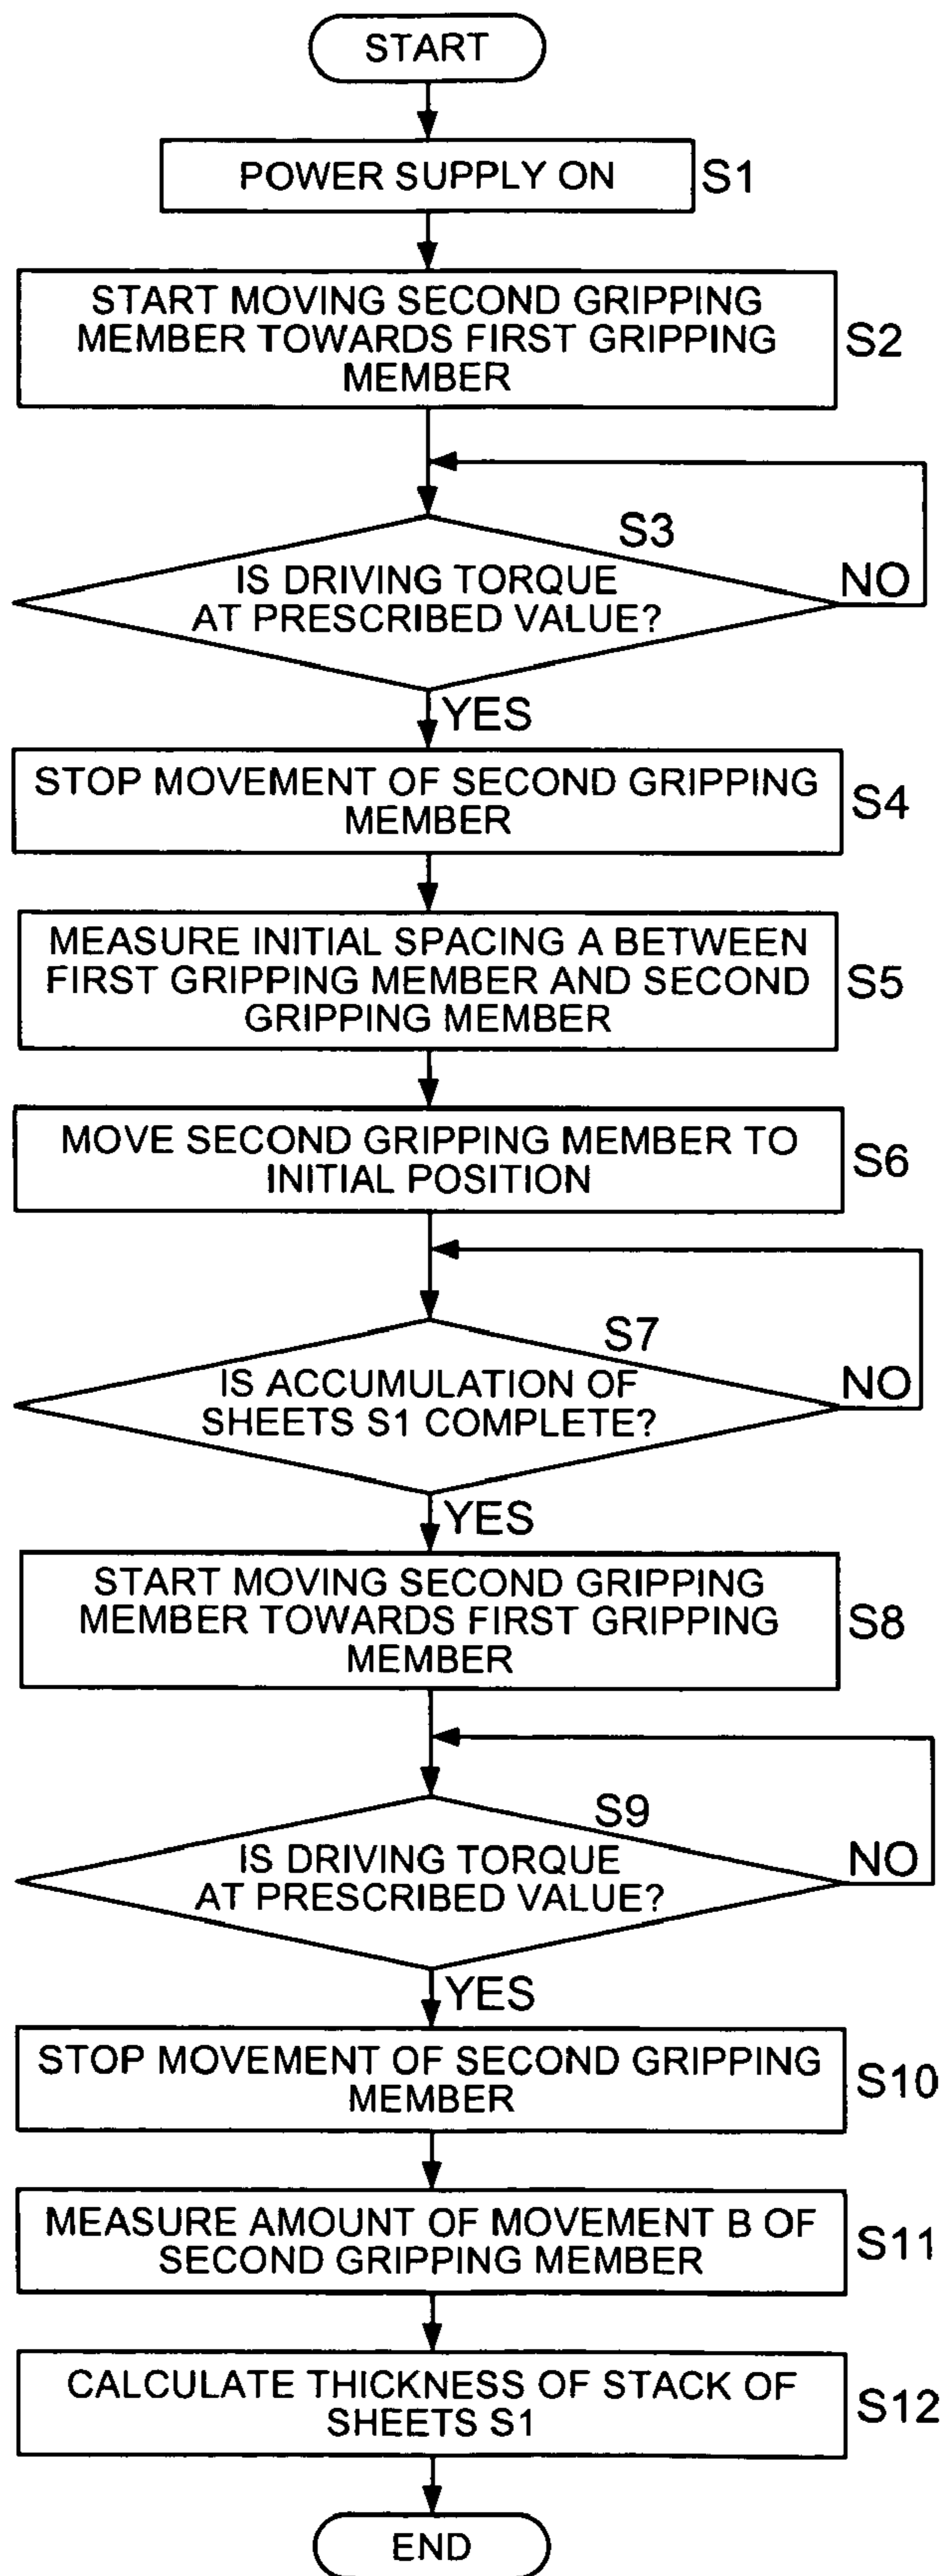 START
POWER SUPPLY ON
S1
START MOVING SECOND GRIPPING
MEMBER TOWARDS FIRST GRIPPING
MEMBER
S2
S3
IS DRIVING TORQUE
AT PRESCRIBED VALUE?
NO
YES
STOP MOVEMENT OF SECOND GRIPPING
MEMBER
S4
MEASURE INITIAL SPACING A BETWEEN
FIRST GRIPPING MEMBER AND SECOND
GRIPPING MEMBER
S5
MOVE SECOND GRIPPING MEMBER TO
INITIAL POSITION
S6
S7
IS ACCUMULATION OF
SHEETS S1 COMPLETE?
NO
YES
START MOVING SECOND GRIPPING
MEMBER TOWARDS FIRST GRIPPING
MEMBER
S8
S9
IS DRIVING TORQUE
AT PRESCRIBED VALUE?
NO
YES
STOP MOVEMENT OF SECOND GRIPPING
MEMBER
S10
MEASURE AMOUNT OF MOVEMENT B OF
SECOND GRIPPING MEMBER
S11
CALCULATE THICKNESS OF STACK OF
SHEETS S1
S12
END